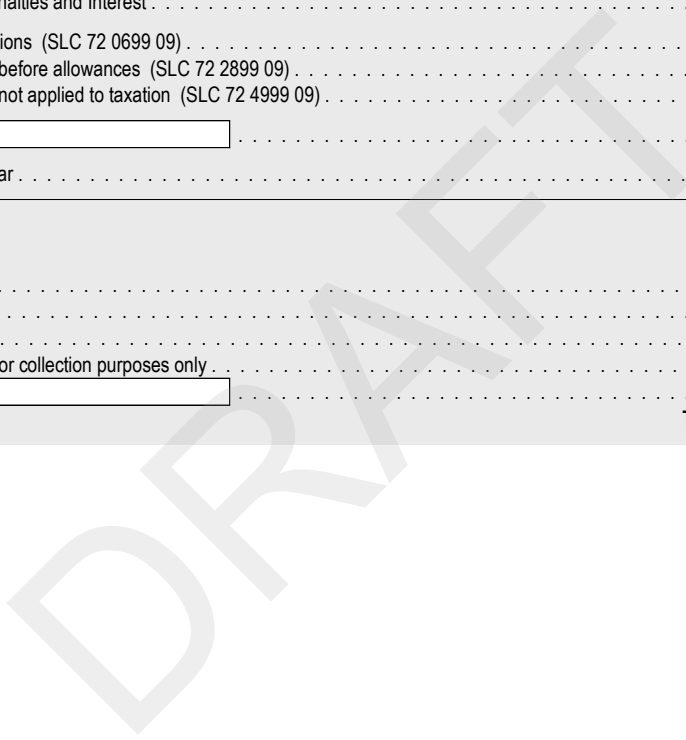 nalties and Interest
tions (SLC 72 0699 09)
before allowances (SLC 72 2899 09)
not applied to taxation (SLC 72 4999 09)
ar
or collection purposes only
DRAFT